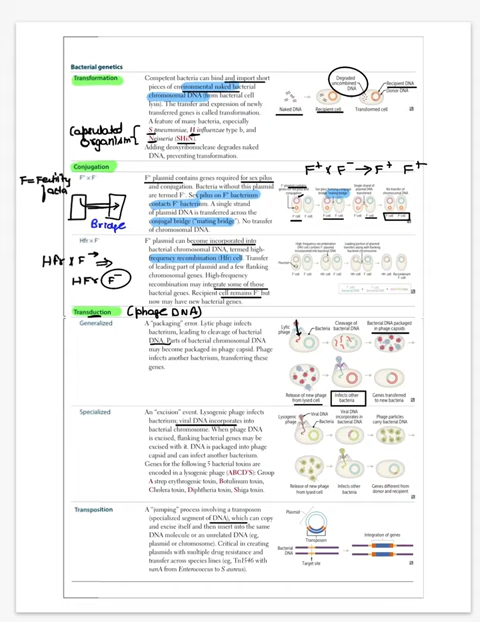 Bacterial genetics
Transformation
Competent bacteria can bind and import short
pieces of environmental naked bacterial
chromosomal DNA (from bacterial cell
lysis). The transfer and expression of newly
transferred genes is called transformation.
A feature of many bacteria, especially
S pneumoniae, H influenzae type b, and
Neisseria (SHiN).
Adding deoxyribonuclease degrades naked
DNA, preventing transformation.
Degraded
uncombined
DNA
Recipient DNA
Donor DNA
Naked DNA
Recipient cell
Transformed cell
Capsulated
organism
Conjugation
F+ x F- → F+ F+
F+ × F–
F+ plasmid contains genes required for sex pilus
and conjugation. Bacteria without this plasmid
are termed F–. Sex pilus on F+ bacterium
contacts F− bacterium. A single strand
of plasmid DNA is transferred across the
conjugal bridge ("mating bridge"). No transfer
of chromosomal DNA.
Bridge
Hfr × F–
F+ plasmid can become incorporated into
bacterial chromosomal DNA, termed high-
frequency recombination (Hfr) cell. Transfer
of leading part of plasmid and a few flanking
chromosomal genes. High-frequency
recombination may integrate some of those
bacterial genes. Recipient cell remains F– but
now may have new bacterial genes.
Plasmid
Hfr x F- →
Hfr F-
Transduction
(phage DNA)
Generalized
A "packaging" error. Lytic phage infects
bacterium, leading to cleavage of bacterial
DNA. Parts of bacterial chromosomal DNA
may become packaged in phage capsid. Phage
infects another bacterium, transferring these
genes.
Lytic
phage
Bacteria
Cleavage of
bacterial DNA
Bacterial DNA packaged
in phage capsids
Release of new phage
from lysed cell
Infects other
bacteria
Genes transferred
to new bacteria
Specialized
An "excision" event. Lysogenic phage infects
bacterium; viral DNA incorporates into
bacterial chromosome. When phage DNA
is excised, flanking bacterial genes may be
excised with it. DNA is packaged into phage
capsid and can infect another bacterium.
Genes for the following 5 bacterial toxins are
encoded in a lysogenic phage (ABCD'S): Group
A strep erythrogenic toxin, Botulinum toxin,
Cholera toxin, Diphtheria toxin, Shiga toxin.
Lysogenic
phage
Viral DNA
Bacteria
Viral DNA
incorporates in
bacterial DNA
Phage particles
carry bacterial DNA
Release of new phage
from lysed cell
Infects other
bacteria
Genes different from
donor and recipient
Transposition
A "jumping" process involving a transposon
(specialized segment of DNA), which can copy
and excise itself and then insert into the same
DNA molecule or an unrelated DNA (eg,
plasmid or chromosome). Critical in creating
plasmids with multiple drug resistance and
transfer across species lines (eg, Tn1546 with
vanA from Enterococcus to S aureus).
Plasmid
Transposon
Integration of genes
Bacterial
DNA
Target site